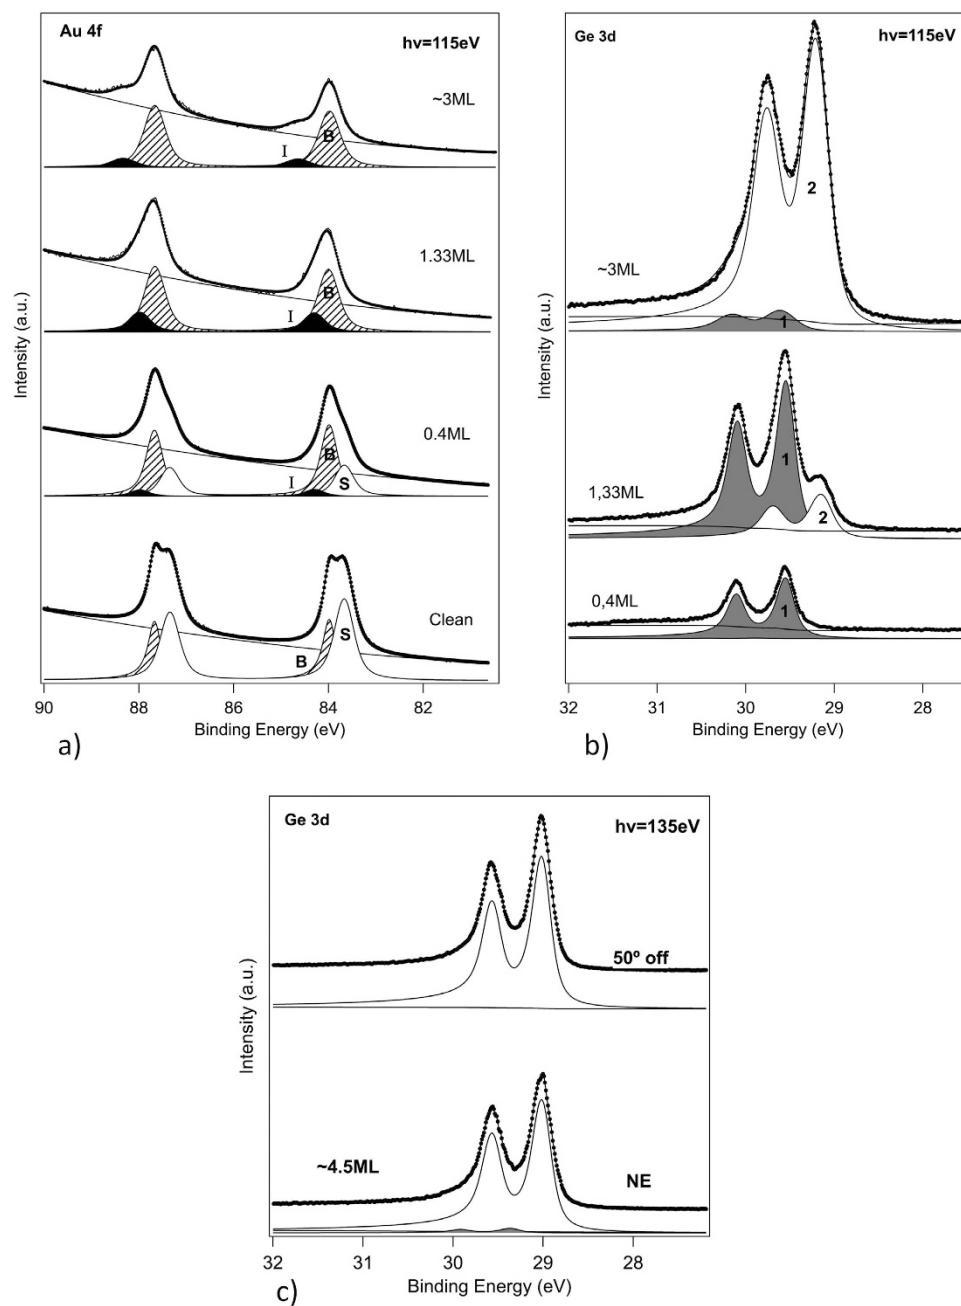 Au 4f
hν=115eV
~3ML
B
I
1.33ML
B
I
0.4ML
B
I
S
Clean
S
B
90
88
86
84
82
Binding Energy (eV)
Intensity (a.u.)
a)
Ge 3d
hν=115eV
2
~3ML
1
1,33ML
1
2
0,4ML
1
32
31
30
29
28
Binding Energy (eV)
Intensity (a.u.)
b)
Ge 3d
hν=135eV
50º off
~4.5ML
NE
32
31
30
29
28
Binding Energy (eV)
Intensity (a.u.)
c)